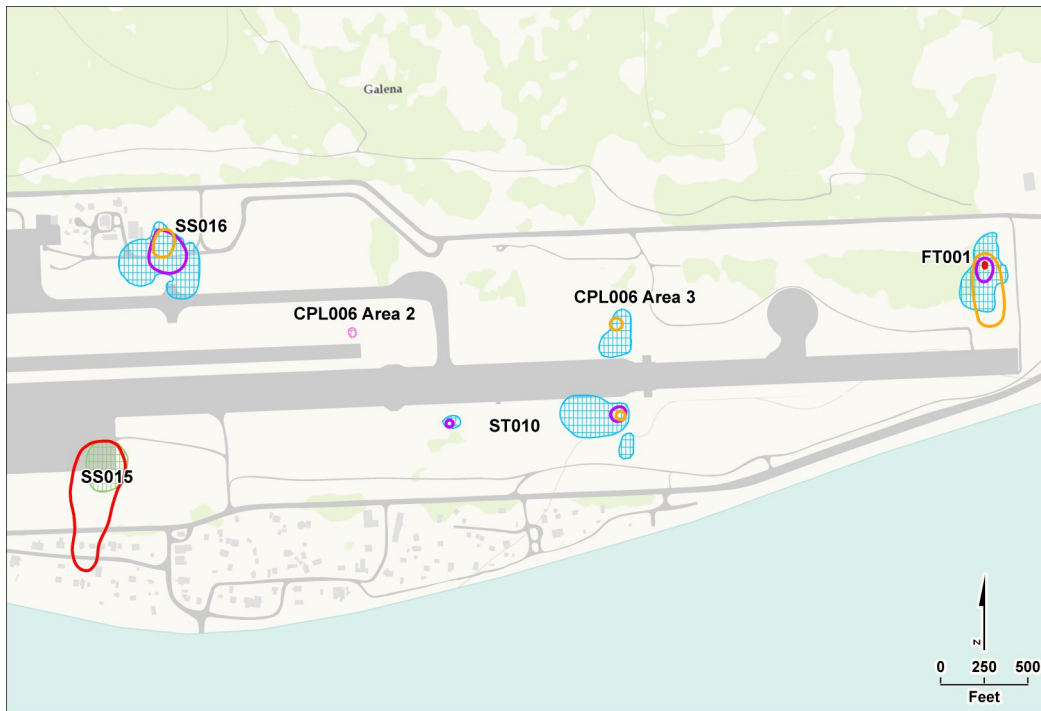 Galena
SS016
FT001
CPL006 Area 2
CPL006 Area 3
ST010
SS015
N
0 250 500
Feet